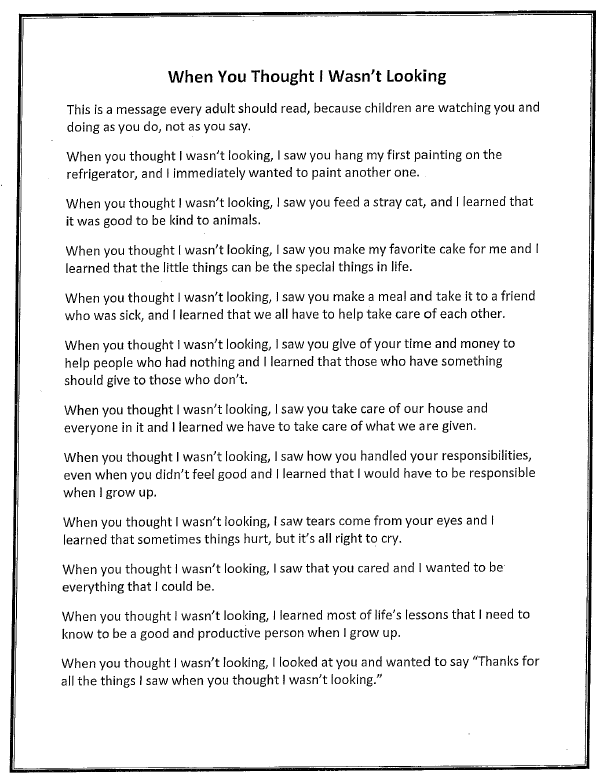 When You Thought I Wasn't Looking
This is a message every adult should read, because children are watching you and
doing as you do, not as you say.
When you thought I wasn't looking, I saw you hang my first painting on the
refrigerator, and I immediately wanted to paint another one.
When you thought I wasn't looking, I saw you feed a stray cat, and I learned that
it was good to be kind to animals.
When you thought I wasn't looking, I saw you make my favorite cake for me and I
learned that the little things can be the special things in life.
When you thought I wasn't looking, I saw you make a meal and take it to a friend
who was sick, and I learned that we all have to help take care of each other.
When you thought I wasn't looking, I saw you give of your time and money to
help people who had nothing and I learned that those who have something
should give to those who don't.
When you thought I wasn't looking, I saw you take care of our house and
everyone in it and I learned we have to take care of what we are given.
When you thought I wasn't looking, I saw how you handled your responsibilities,
even when you didn't feel good and I learned that I would have to be responsible
when I grow up.
When you thought I wasn't looking, I saw tears come from your eyes and I
learned that sometimes things hurt, but it's all right to cry.
When you thought I wasn't looking, I saw that you cared and I wanted to be
everything that I could be.
When you thought I wasn't looking, I learned most of life's lessons that I need to
know to be a good and productive person when I grow up.
When you thought I wasn't looking, I looked at you and wanted to say "Thanks for
all the things I saw when you thought I wasn't looking."